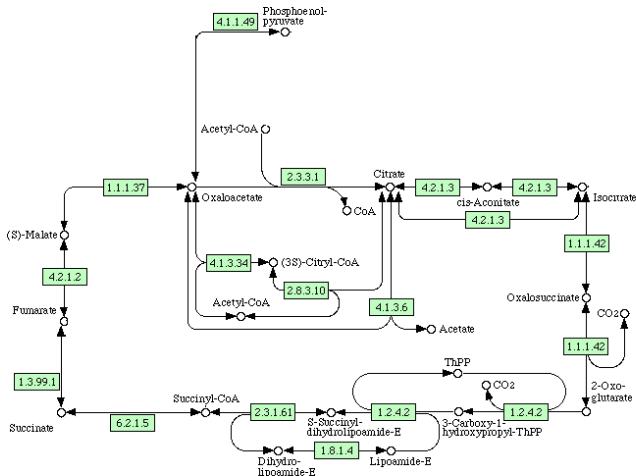 Phosphoenol-
pyruvate
4.1.1.49
Acetyl-CoA
2.3.3.1
Citrate
4.2.1.3
4.2.1.3
1.1.1.37
Oxaloacetate
cis-Aconitate
Isocitrate
CoA
4.2.1.3
(S)-Malate
1.1.1.42
4.1.3.34
(3S)-Citryl-CoA
4.2.1.2
2.8.3.10
Acetyl-CoA
4.1.3.6
Oxalosuccinate
Fumarate
CO2
Acetate
1.1.1.42
ThPP
1.3.99.1
CO2
2-Oxo-
glutarate
Succinyl-CoA
2.3.1.61
1.2.4.2
1.2.4.2
Succinate
6.2.1.5
S-Succinyl-
dihydrolipoamide-E
3-Carboxy-1-
hydroxypropyl-ThPP
1.8.1.4
Dihydro-
lipoamide-E
Lipoamide-E